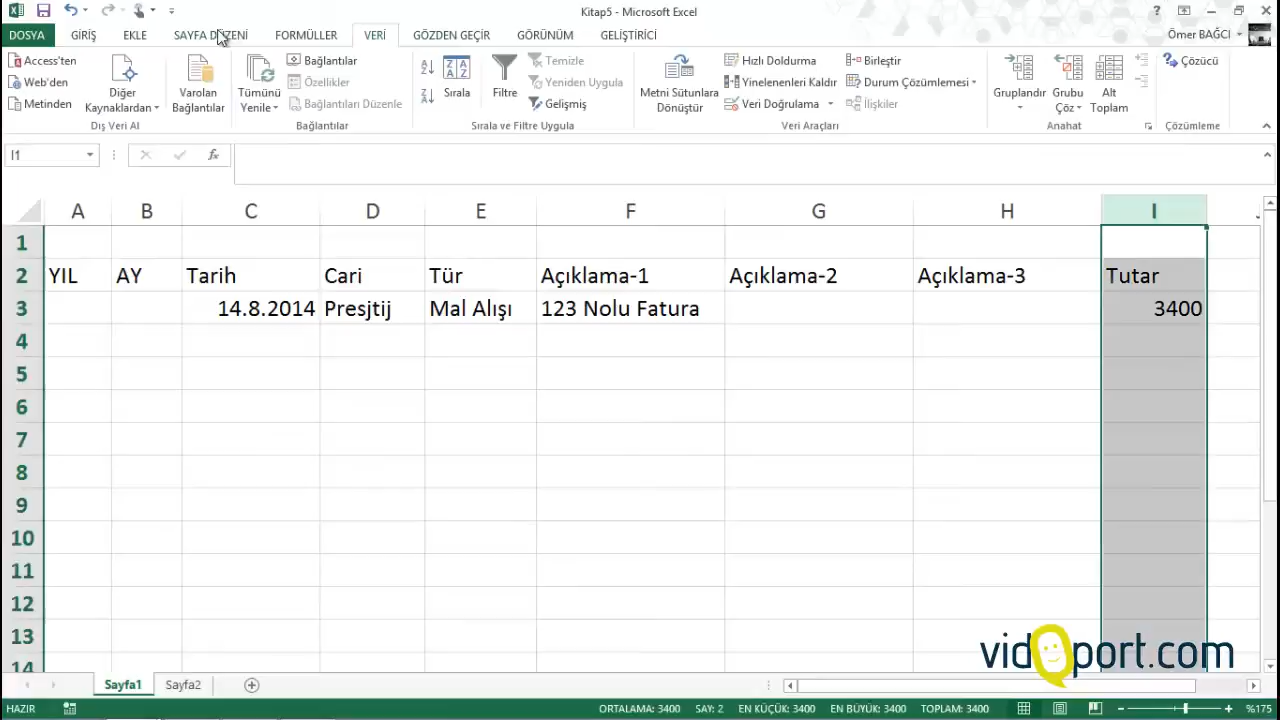 Kitap5 - Microsoft Excel
DOSYA GİRİŞ EKLE SAYFA DÜZENİ FORMÜLLER VERİ GÖZDEN GEÇİR GÖRÜNÜM GELİŞTİRİCİ Ömer BAĞCI
Access'ten
Web'den
Metinden
Diğer
Kaynaklardan
Varolan
Bağlantılar
Dış Veri Al
Tümünü
Yenile
Bağlantılar
Özellikler
Bağlantıları Düzenle
Bağlantılar
Sırala
Filtre
Temizle
Yeniden Uygula
Gelişmiş
Sırala ve Filtre Uygula
Metni Sütunlara
Dönüştür
Hızlı Doldurma
Yinelenenleri Kaldır
Veri Doğrulama
Birleştir
Durum Çözümlemesi
İlişkiler
Veri Araçları
Gruplandır
Grubu
Çöz
Alt
Toplam
Anahat
Çözücü
Çözümleme
I1
A B C D E F G H I
1
2 YIL AY Tarih Cari Tür Açıklama-1 Açıklama-2 Açıklama-3 Tutar
3 14.8.2014 Presjtij Mal Alışı 123 Nolu Fatura 3400
4
5
6
7
8
9
10
11
12
13
14
vidoport.com
Sayfa1 Sayfa2
HAZIR ORTALAMA: 3400 SAY: 2 EN KÜÇÜK: 3400 EN BÜYÜK: 3400 TOPLAM: 3400 %175